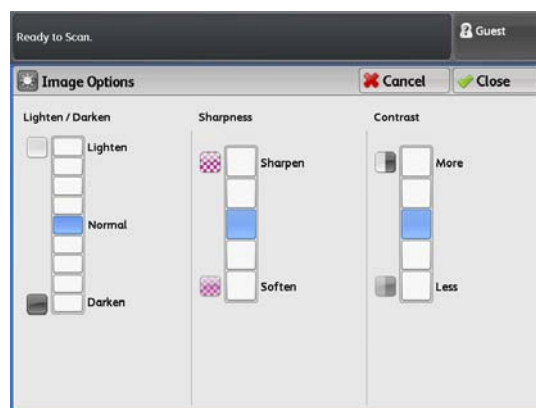 Ready to Scan.
Guest
Image Options
Cancel
Close
Lighten / Darken
Sharpness
Contrast
Lighten
Normal
Darken
Sharpen
Soften
More
Less